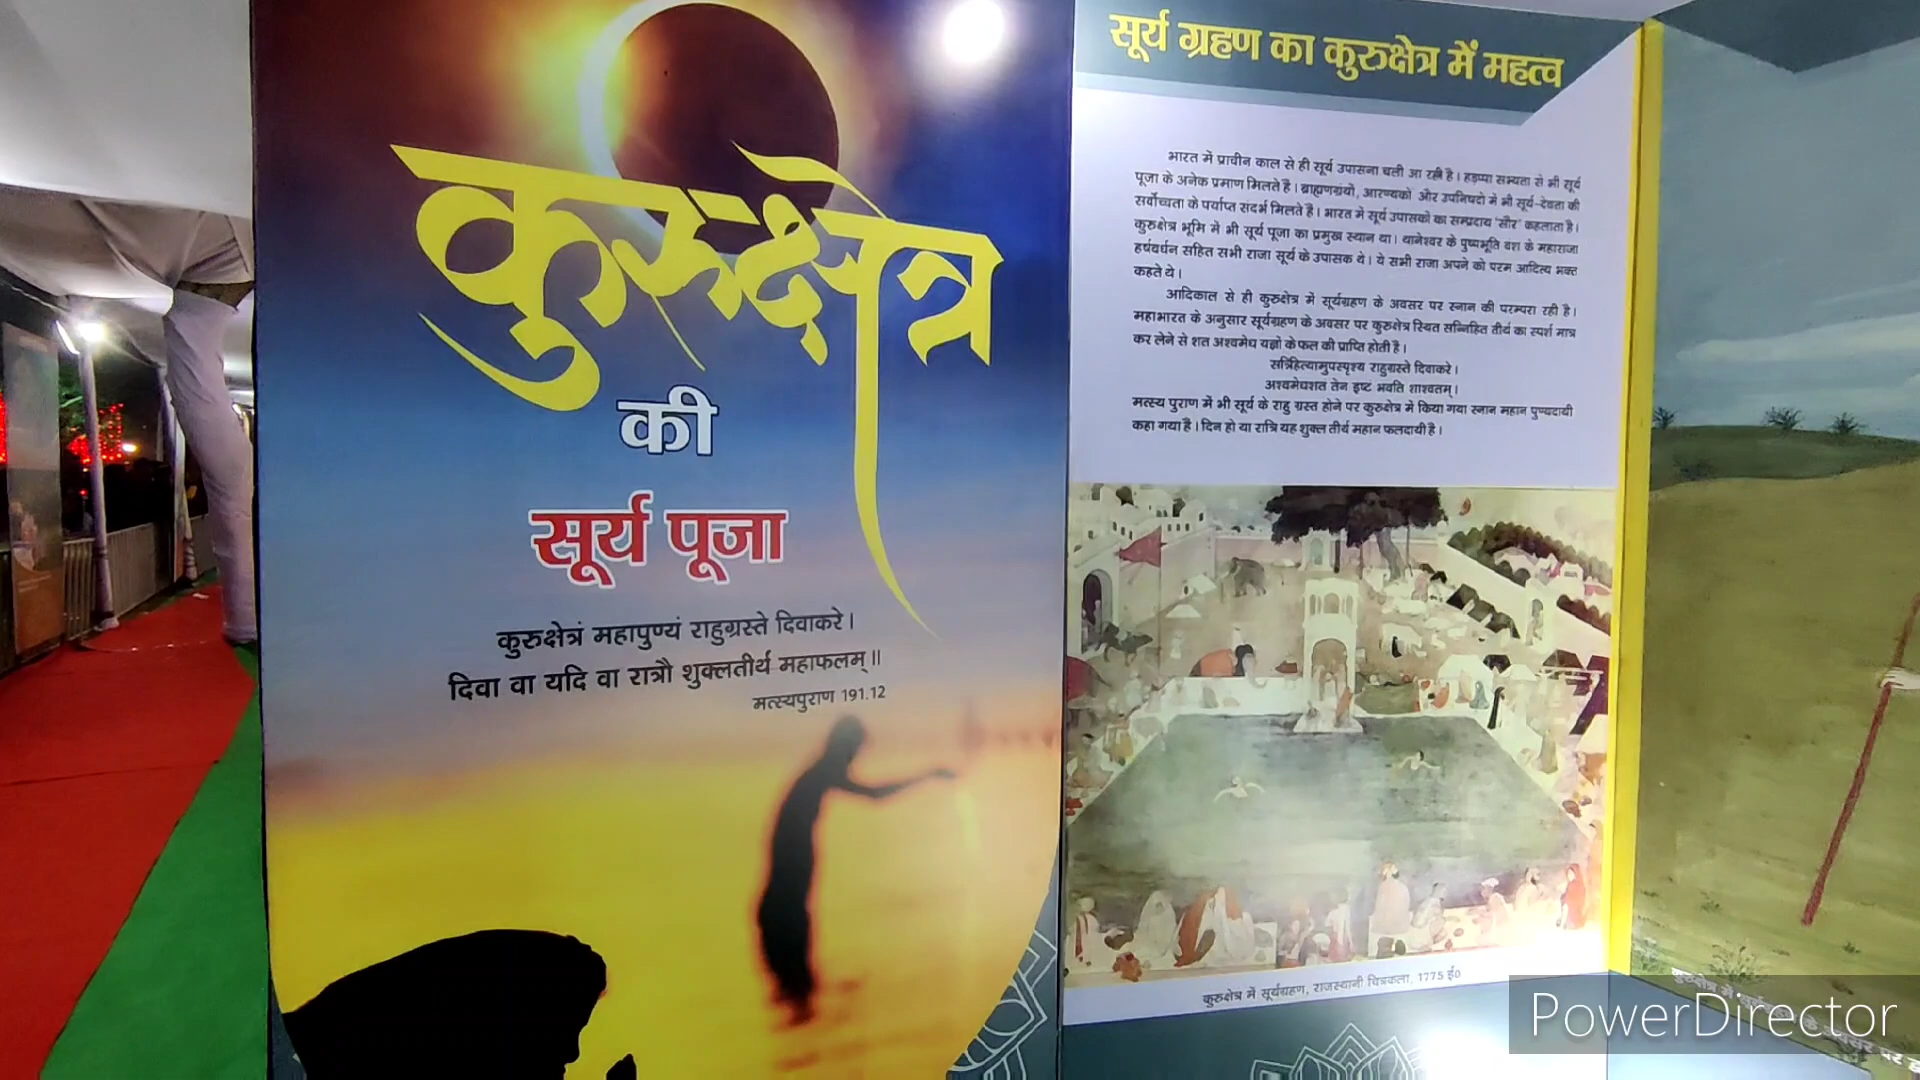 कुरुक्षेत्र
की
सूर्य पूजा
कुरुक्षेत्रं महापुण्यं राहुग्रस्ते दिवाकरे।
दिवा वा यदि वा रात्रौ शुक्लतीर्थ महाफलम्॥
मत्स्यपुराण 191.12
सूर्य ग्रहण का कुरुक्षेत्र में महत्व
भारत में प्राचीन काल से ही सूर्य उपासना चली आ रही है। हड़प्पा सभ्यता से भी सूर्य
पूजा के अनेक प्रमाण मिलते है। ब्राह्मणग्रंथों, आरण्यकों और उपनिषदों में भी सूर्य-देवता की
सर्वोच्चता के पर्याप्त संदर्भ मिलते है। भारत में सूर्य उपासकों का सम्प्रदाय 'सौर' कहलाता है।
कुरुक्षेत्र भूमि में भी सूर्य पूजा का प्रमुख स्थान था। थानेश्वर के पुष्यभूति वंश के महाराजा
हर्षवर्धन सहित सभी राजा सूर्य के उपासक थे। ये सभी राजा अपने को परम आदित्य भक्त
कहते थे।
आदिकाल से ही कुरुक्षेत्र में सूर्यग्रहण के अवसर पर स्नान की परम्परा रही है।
महाभारत के अनुसार सूर्यग्रहण के अवसर पर कुरुक्षेत्र स्थित सन्निहित तीर्थ का स्पर्श मात्र
कर लेने से शत अश्वमेध यज्ञों के फल की प्राप्ति होती है।
सन्निहित्यामुपस्पृश्य राहुग्रस्ते दिवाकरे।
अश्वमेधशतं तेन इष्टं भवति शाश्वतम्।
मत्स्य पुराण में भी सूर्य के राहु ग्रस्त होने पर कुरुक्षेत्र में किया गया स्नान महान पुण्यदायी
कहा गया है। दिन हो या रात्रि यह शुक्ल तीर्थ महान फलदायी है।
कुरुक्षेत्र में सूर्यग्रहण, राजस्थानी चित्रकला, 1775 ई०
कुरुक्षेत्र में सूर्यग्रहण के अवसर पर
PowerDirector